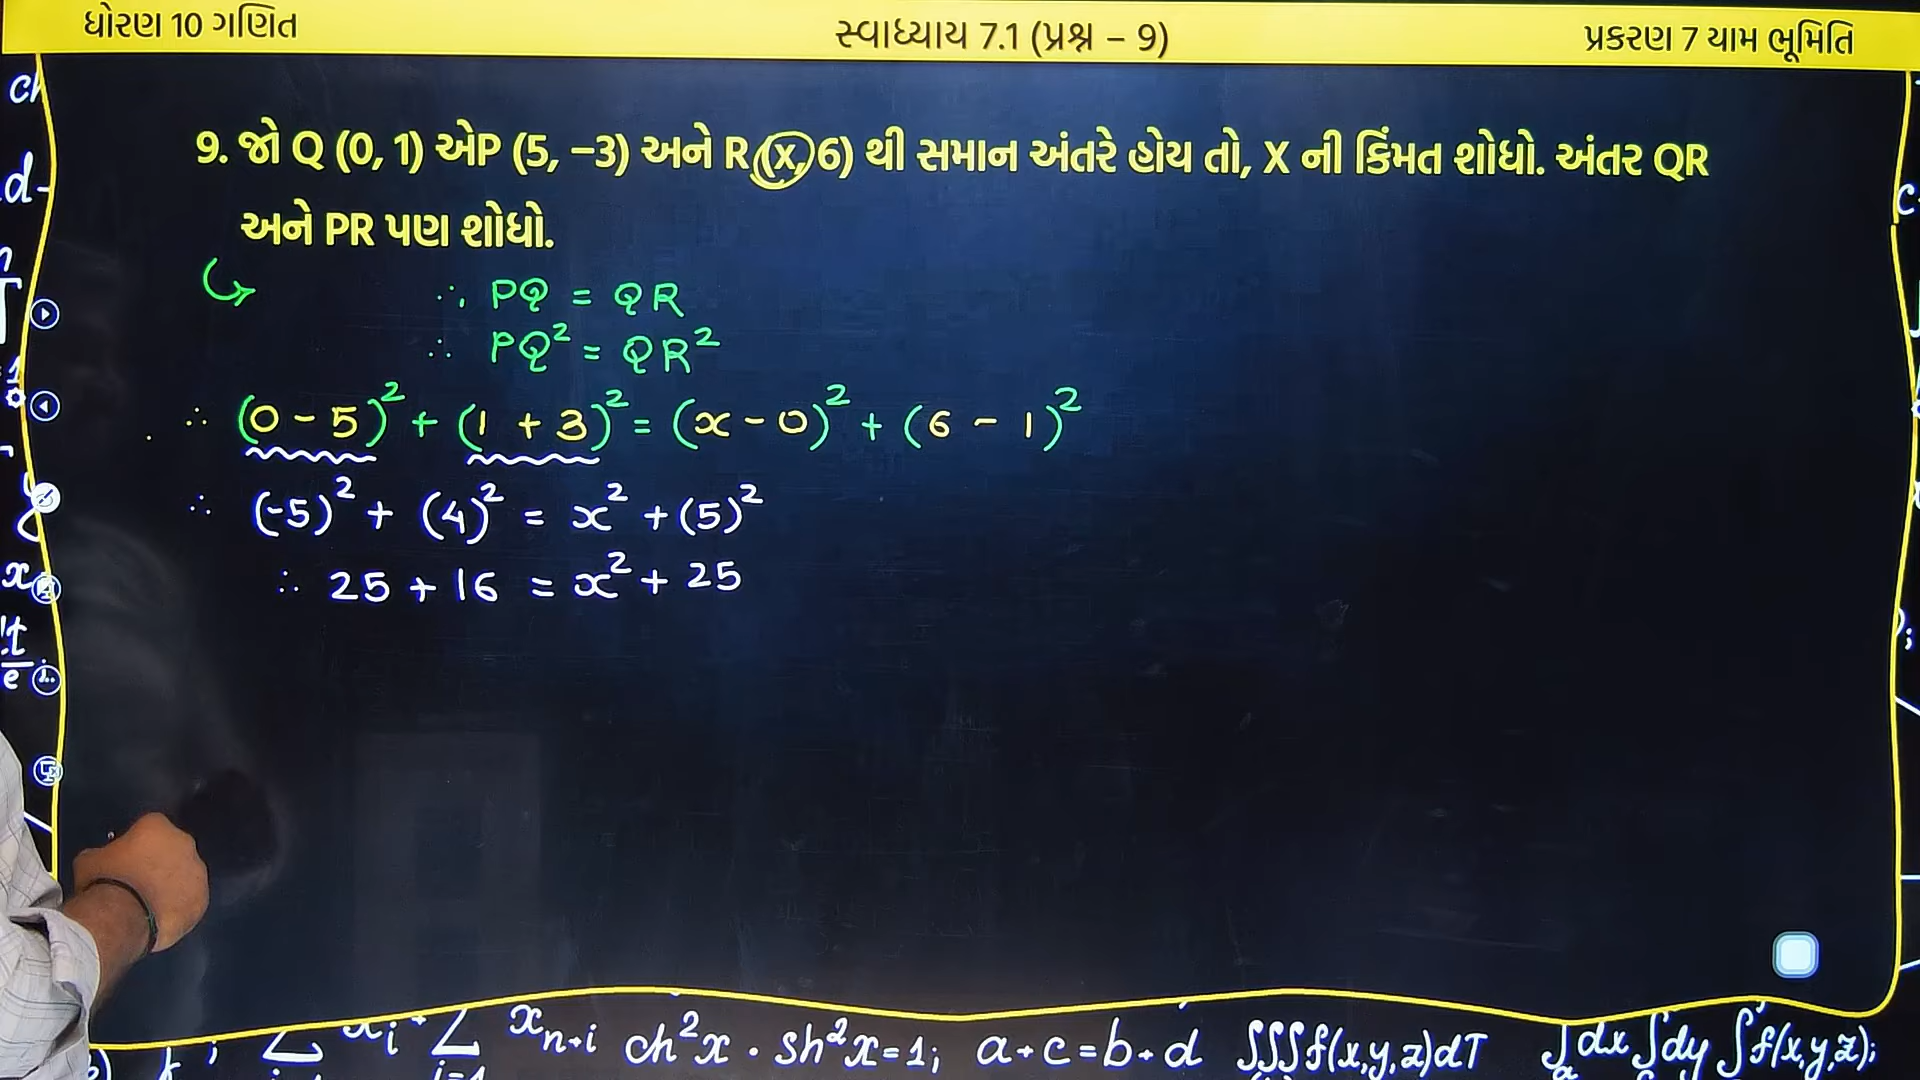 ધોરણ 10 ગણિત
સ્વાધ્યાય 7.1 (પ્રશ્ન – 9)
પ્રકરણ 7 યામ ભૂમિતિ
9. જો Q (0, 1) એP (5, −3) અને R (X, 6) થી સમાન અંતરે હોય તો, X ની કિંમત શોધો. અંતર QR
અને PR પણ શોધો.
∴ PQ = QR
∴ PQ² = QR²
∴ (0 - 5)² + (1 + 3)² = (x - 0)² + (6 - 1)²
∴ (-5)² + (4)² = x² + (5)²
∴ 25 + 16 = x² + 25
ch²x · sh²x=1; a+c=b+d ∭f(x,y,z)dT